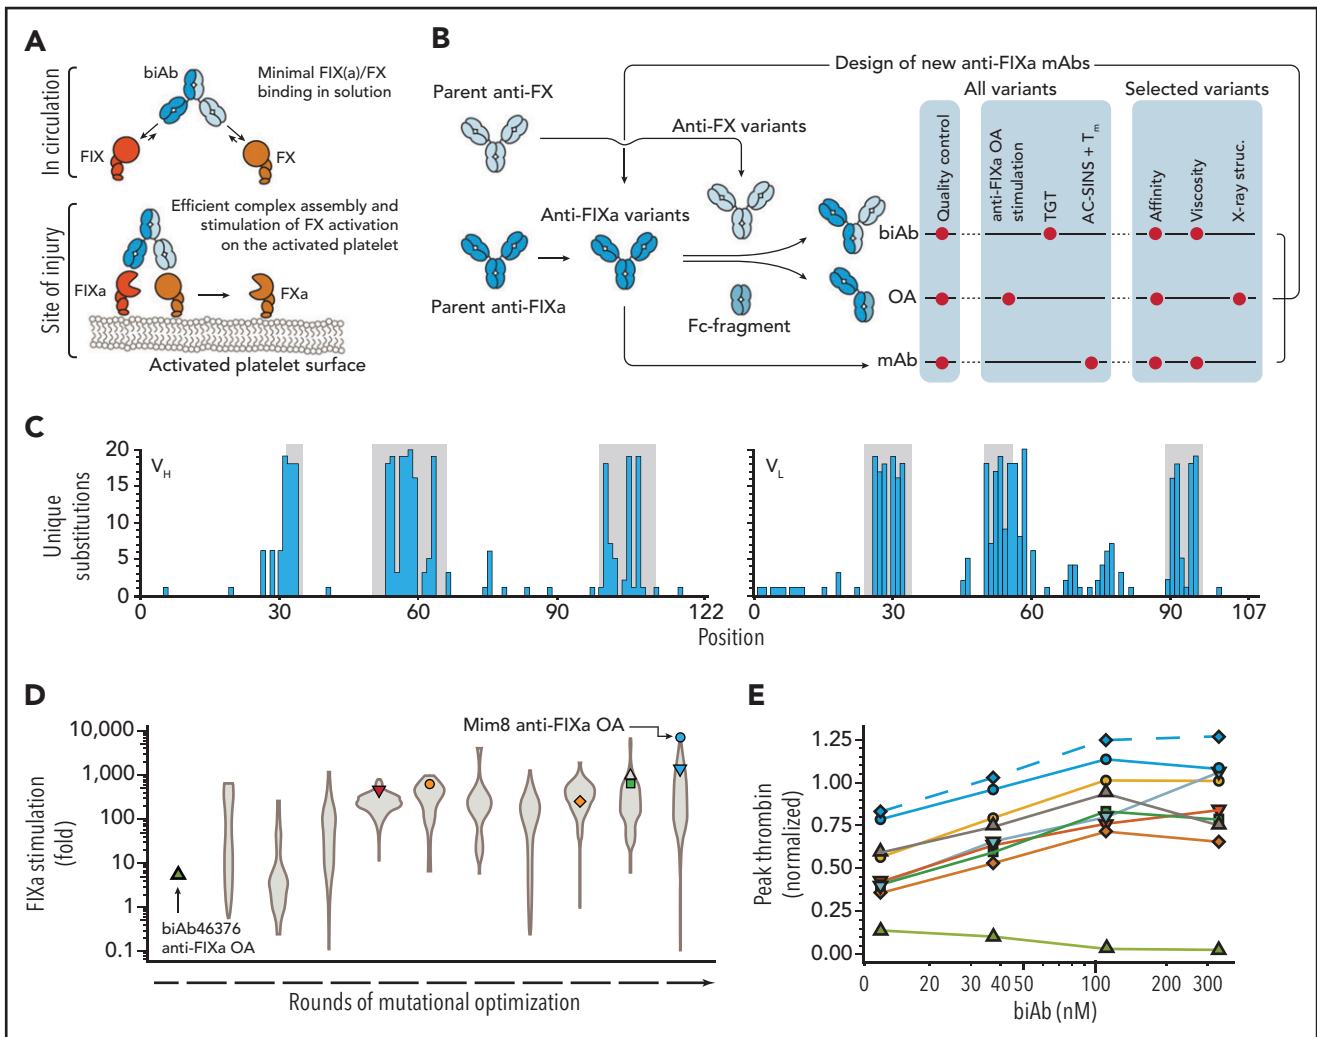 A
In circulation
biAb
Minimal FIX(a)/FX
binding in solution
FIX
FX
Site of injury
Efficient complex assembly and
stimulation of FX activation
on the activated platelet
FIXa
FXa
Activated platelet surface
B
Design of new anti-FIXa mAbs
Parent anti-FX
Anti-FX variants
Anti-FIXa variants
Parent anti-FIXa
Fc-fragment
All variants
Selected variants
Quality control
anti-FIXa OA
stimulation
TGT
AC-SINS + Tm
Affinity
Viscosity
X-ray struc.
biAb
OA
mAb
C
Unique
substitutions
20
15
10
5
0
VH
0
30
60
90
122
VL
0
30
60
90
107
Position
D
FIXa stimulation
(fold)
10,000
1,000
100
10
1
0.1
Mim8 anti-FIXa OA
biAb46376
anti-FIXa OA
Rounds of mutational optimization
E
Peak thrombin
(normalized)
1.25
1.00
0.75
0.50
0.25
0.00
0
20
30
40
50
100
200
300
biAb (nM)